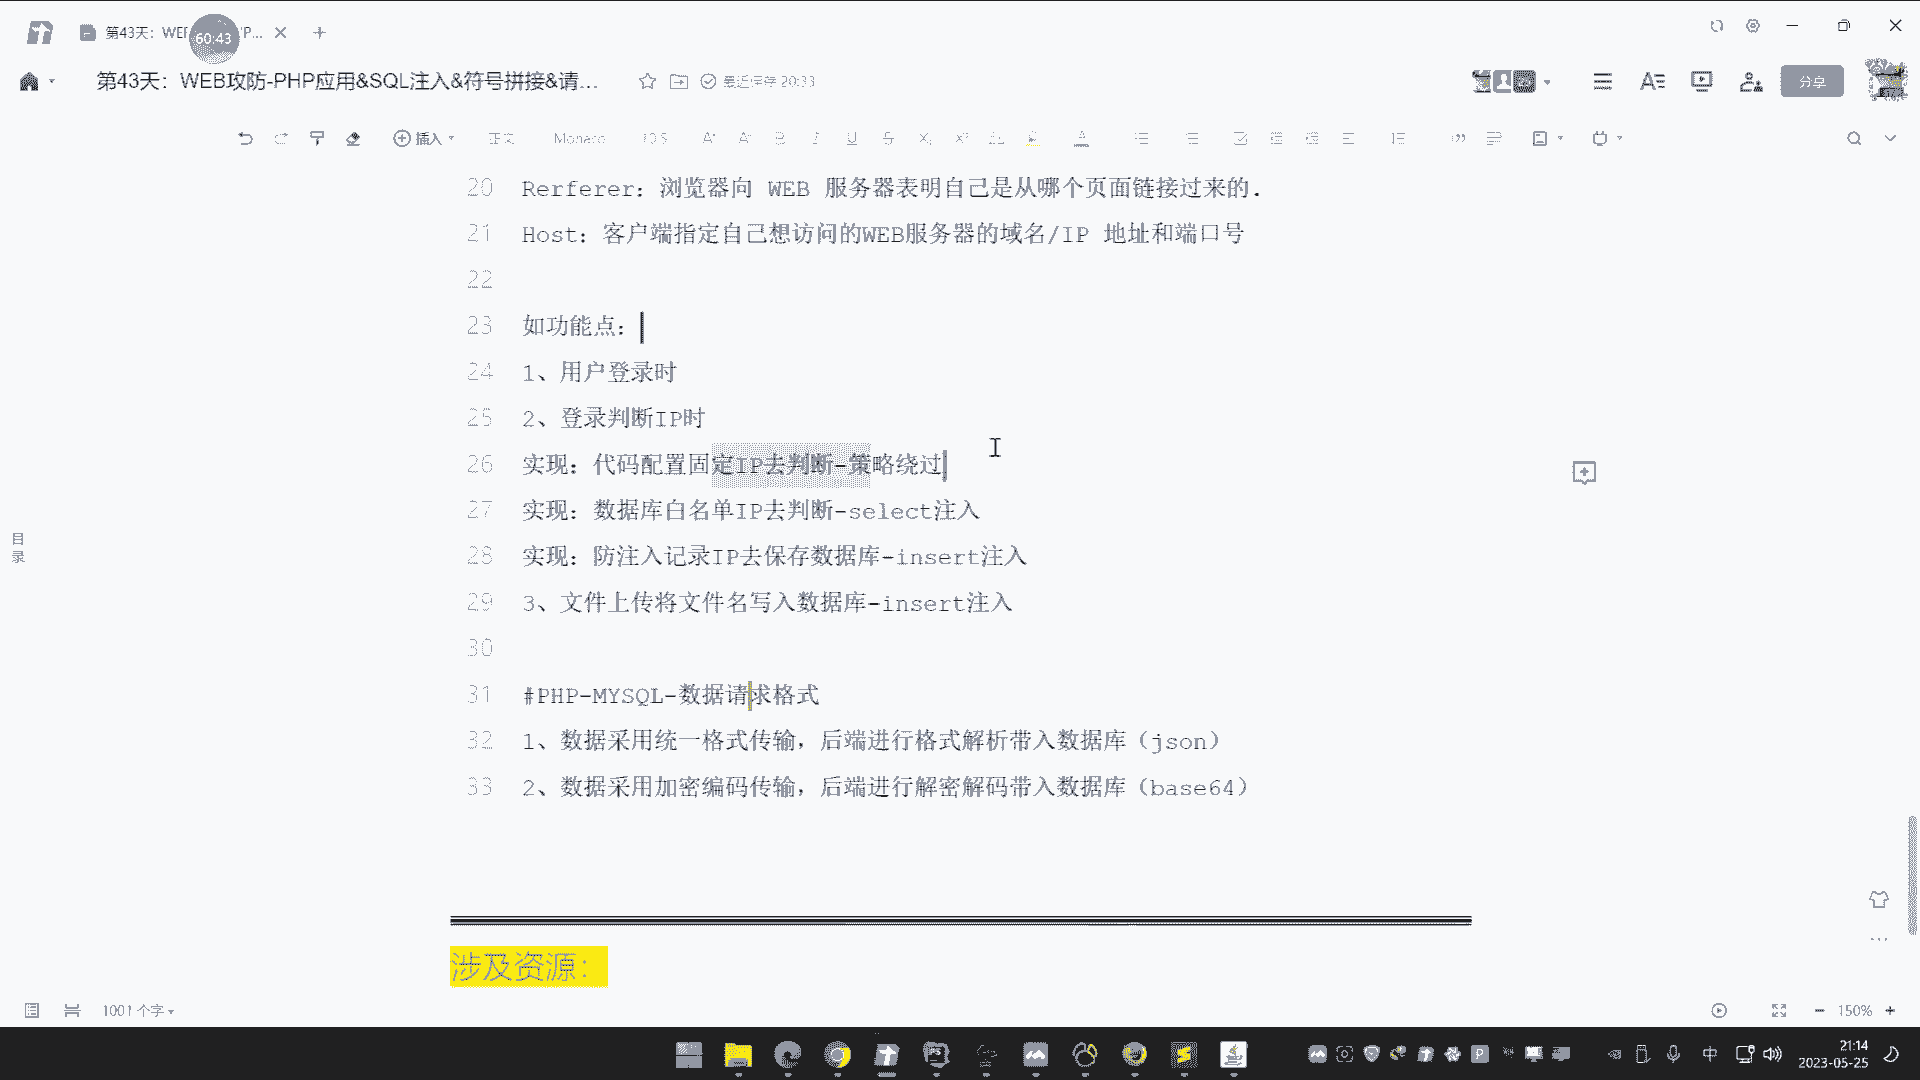 第43天：WEB
P...
60:43
第43天：WEB攻防-PHP应用&SQL注入&符号拼接&请...
最近保存 20:33
分享
插入
正文
Monaco
10.5
20 Rerferer：浏览器向 WEB 服务器表明自己是从哪个页面链接过来的.
21 Host：客户端指定自己想访问的WEB服务器的域名/IP 地址和端口号
22
23 如功能点：
24 1、用户登录时
25 2、登录判断IP时
26 实现：代码配置固定IP去判断-策略绕过
27 实现：数据库白名单IP去判断-select注入
28 实现：防注入记录IP去保存数据库-insert注入
29 3、文件上传将文件名写入数据库-insert注入
30
31 #PHP-MYSQL-数据请求格式
32 1、数据采用统一格式传输，后端进行格式解析带入数据库（json）
33 2、数据采用加密编码传输，后端进行解密解码带入数据库（base64）
目录
涉及资源：
1001 个字
150%
中
21:14
2023-05-25